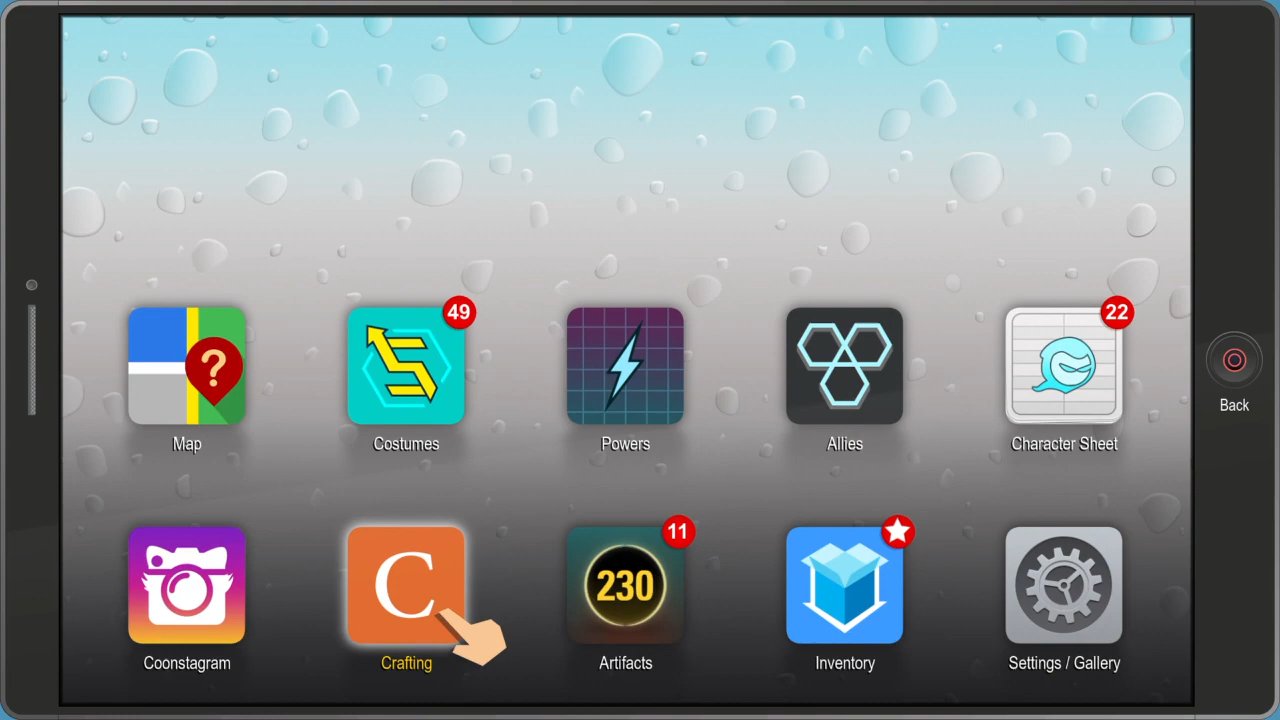 49
22
?
Map
Costumes
Powers
Allies
Character Sheet
Back
11
C
230
Coonstagram
Crafting
Artifacts
Inventory
Settings / Gallery